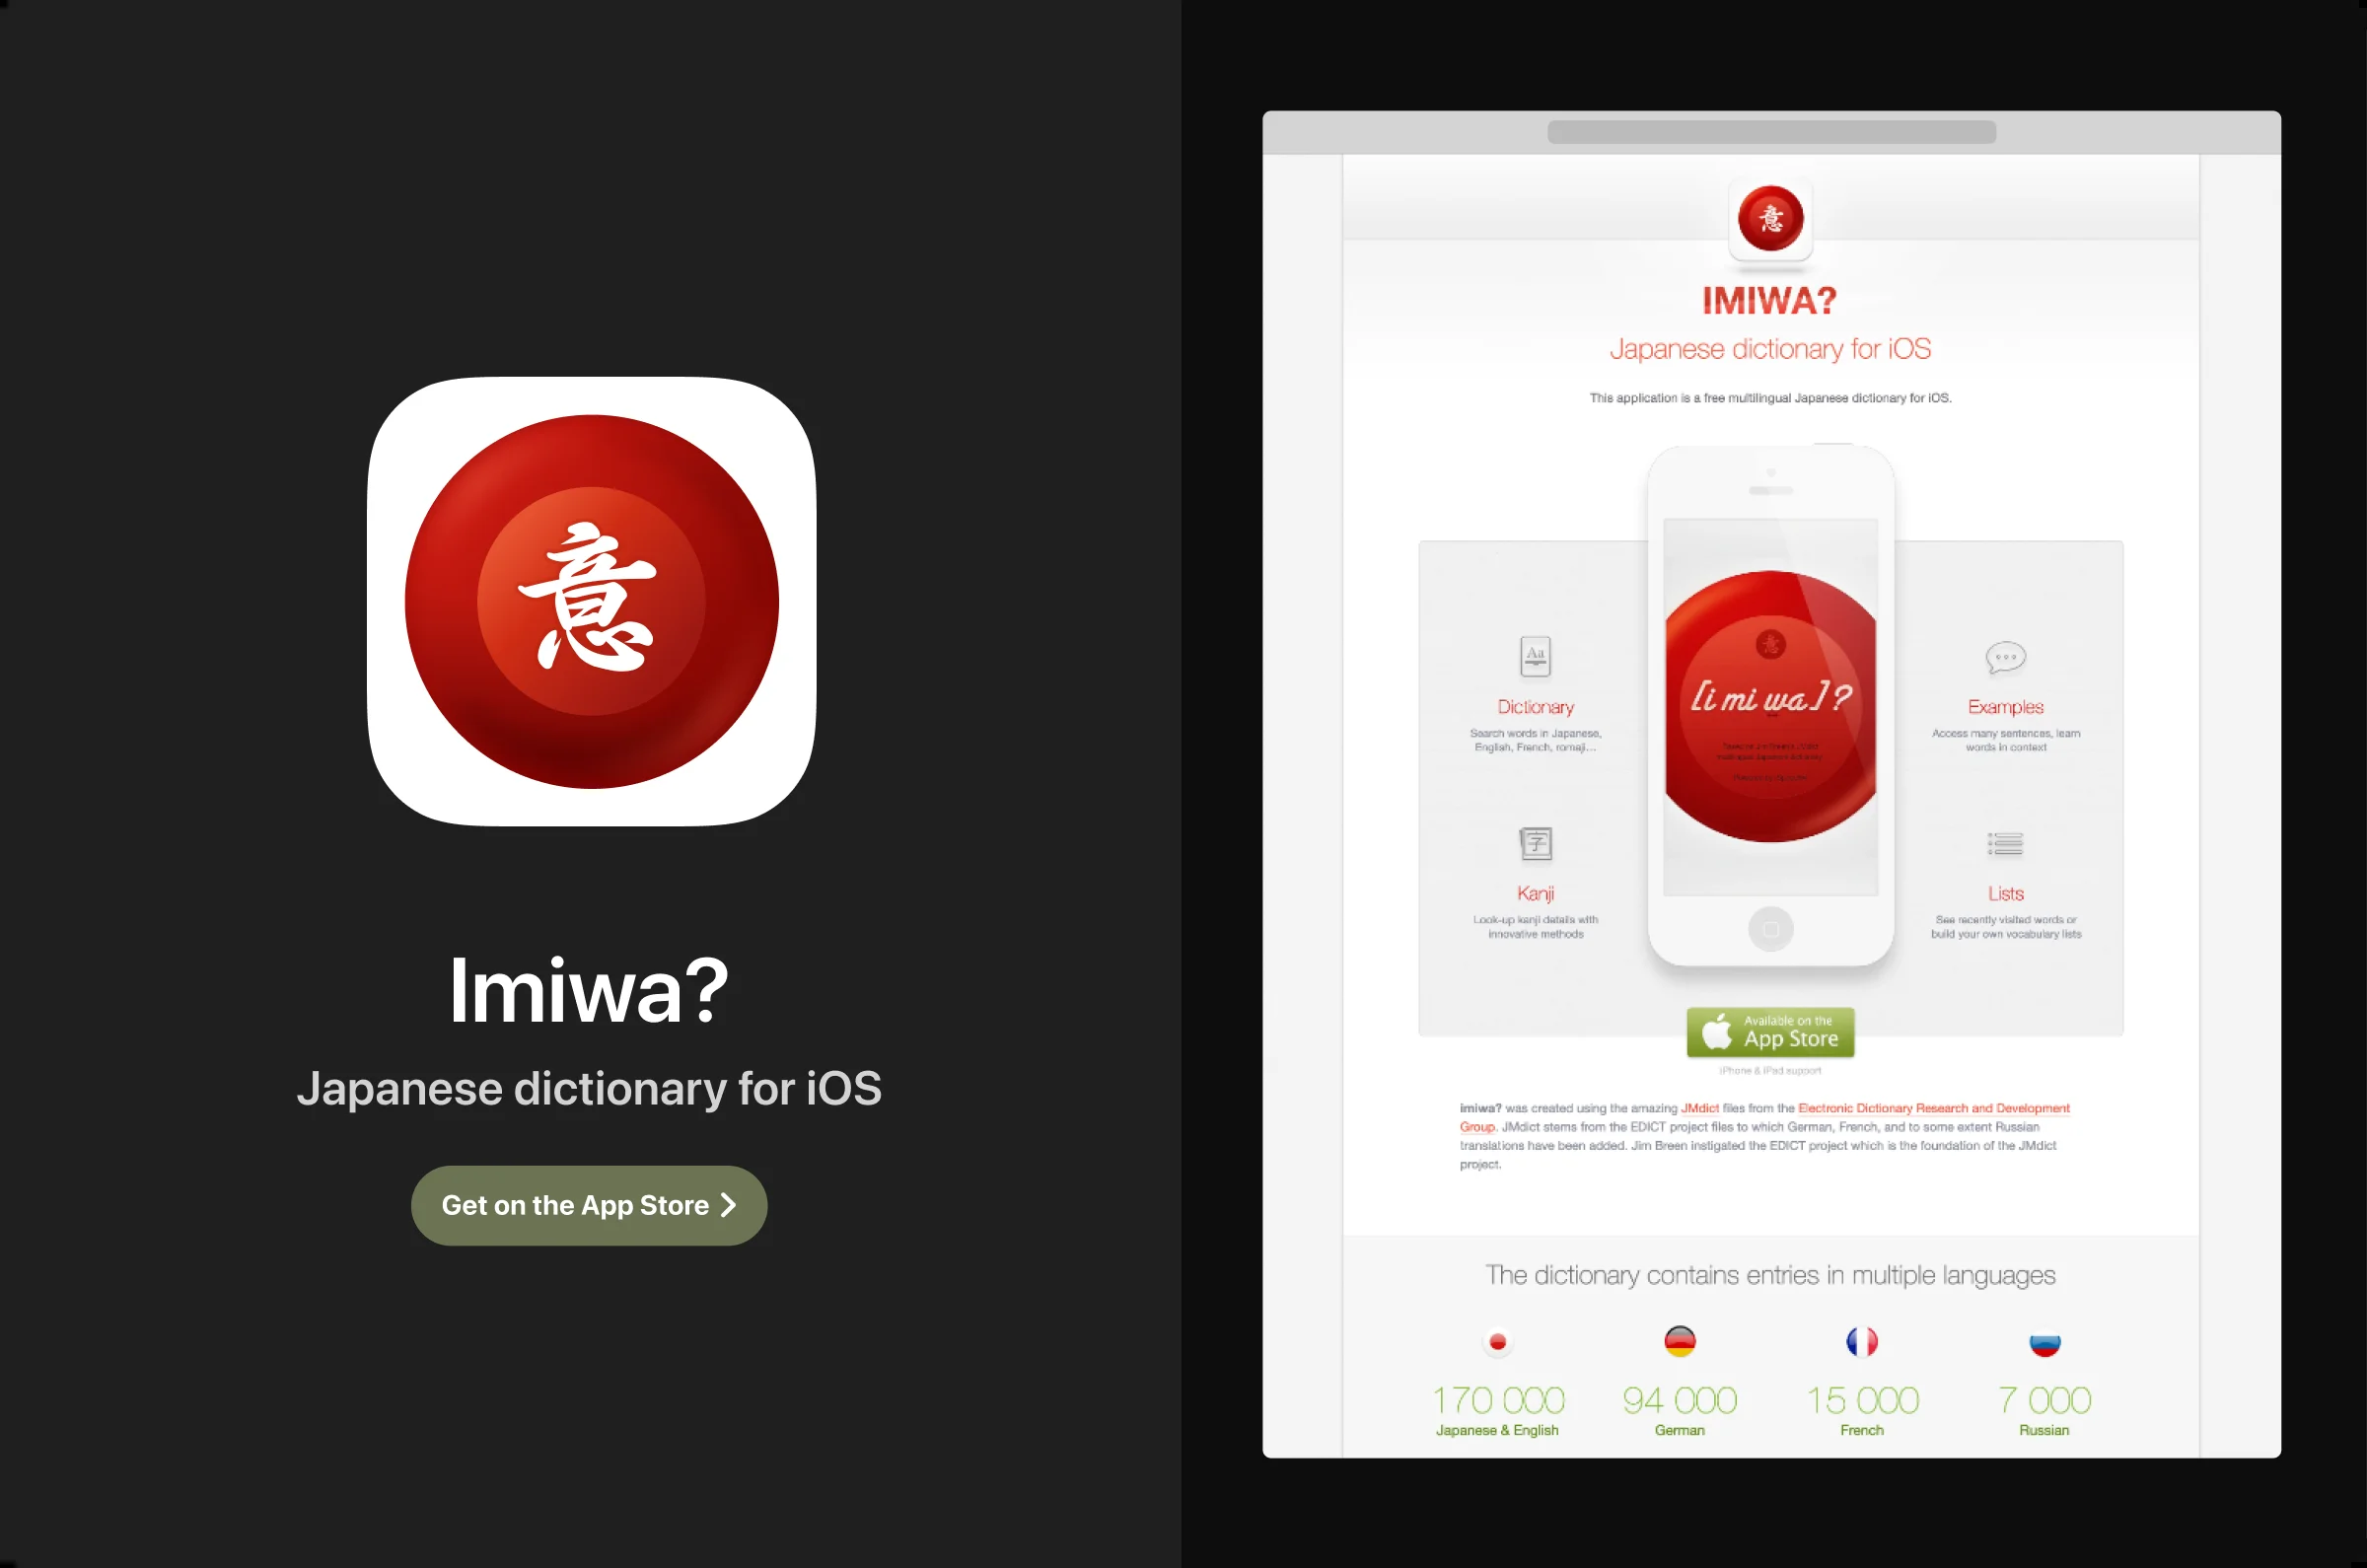 意
Imiwa?
Japanese dictionary for iOS
Get on the App Store
意
IMIWA?
Japanese dictionary for iOS
This application is a free multilingual Japanese dictionary for iOS.
意
[i mi wa]?
Aa
Dictionary
Search words in Japanese,
English, French, romaji...
Examples
Access many sentences, learn
words in context
字
Kanji
Look-up kanji details with
innovative methods
Lists
See recently visited words or
build your own vocabulary lists
Available on the
App Store
iPhone & iPad support
imiwa? was created using the amazing JMdict files from the Electronic Dictionary Research and Development
Group. JMdict stems from the EDICT project files to which German, French, and to some extent Russian
translations have been added. Jim Breen instigated the EDICT project which is the foundation of the JMdict
project.
The dictionary contains entries in multiple languages
170 000
Japanese & English
94 000
German
15 000
French
7 000
Russian